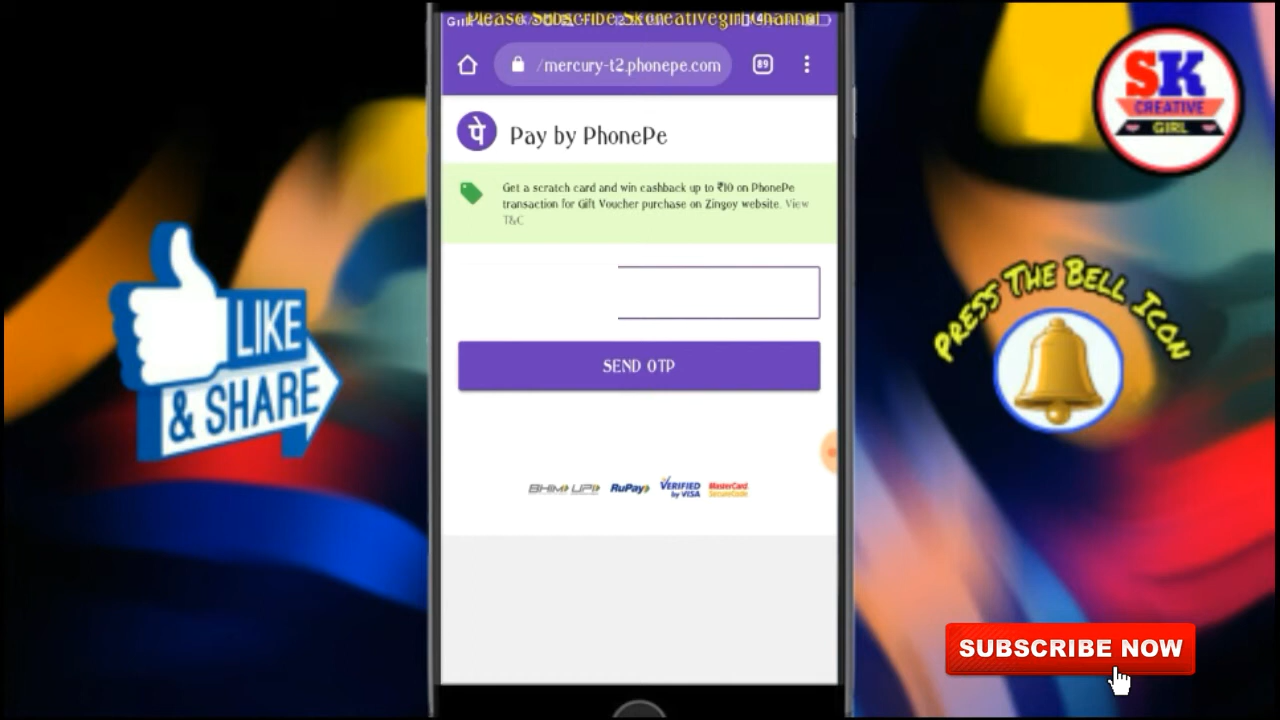 Please Subscribe Skcreativegirl Channel
89
/mercury-t2.phonepe.com
पे
Pay by PhonePe
Get a scratch card and win cashback up to ₹10 on PhonePe
transaction for Gift Voucher purchase on Zingoy website. View
T&C
SEND OTP
BHIM UPI RuPay VERIFIED by VISA MasterCard SecureCode
LIKE
& SHARE
SK
CREATIVE
GIRL
PRESS THE BELL ICON
SUBSCRIBE NOW